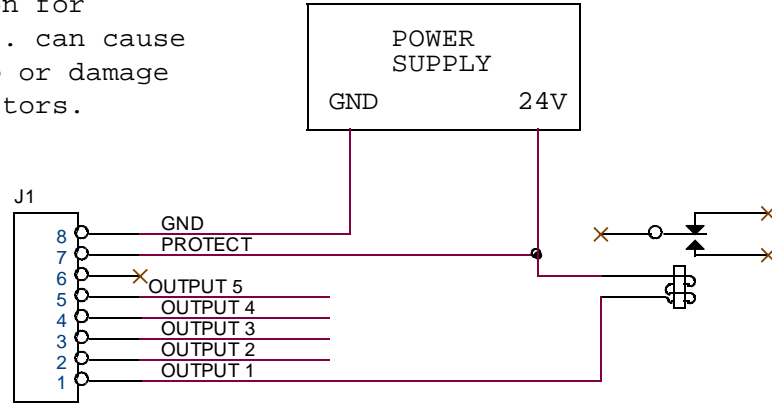 on for
. can cause
or damage
tors.
POWER
SUPPLY
GND 24V
J1
8 GND
7 PROTECT
6
5 OUTPUT 5
4 OUTPUT 4
3 OUTPUT 3
2 OUTPUT 2
1 OUTPUT 1